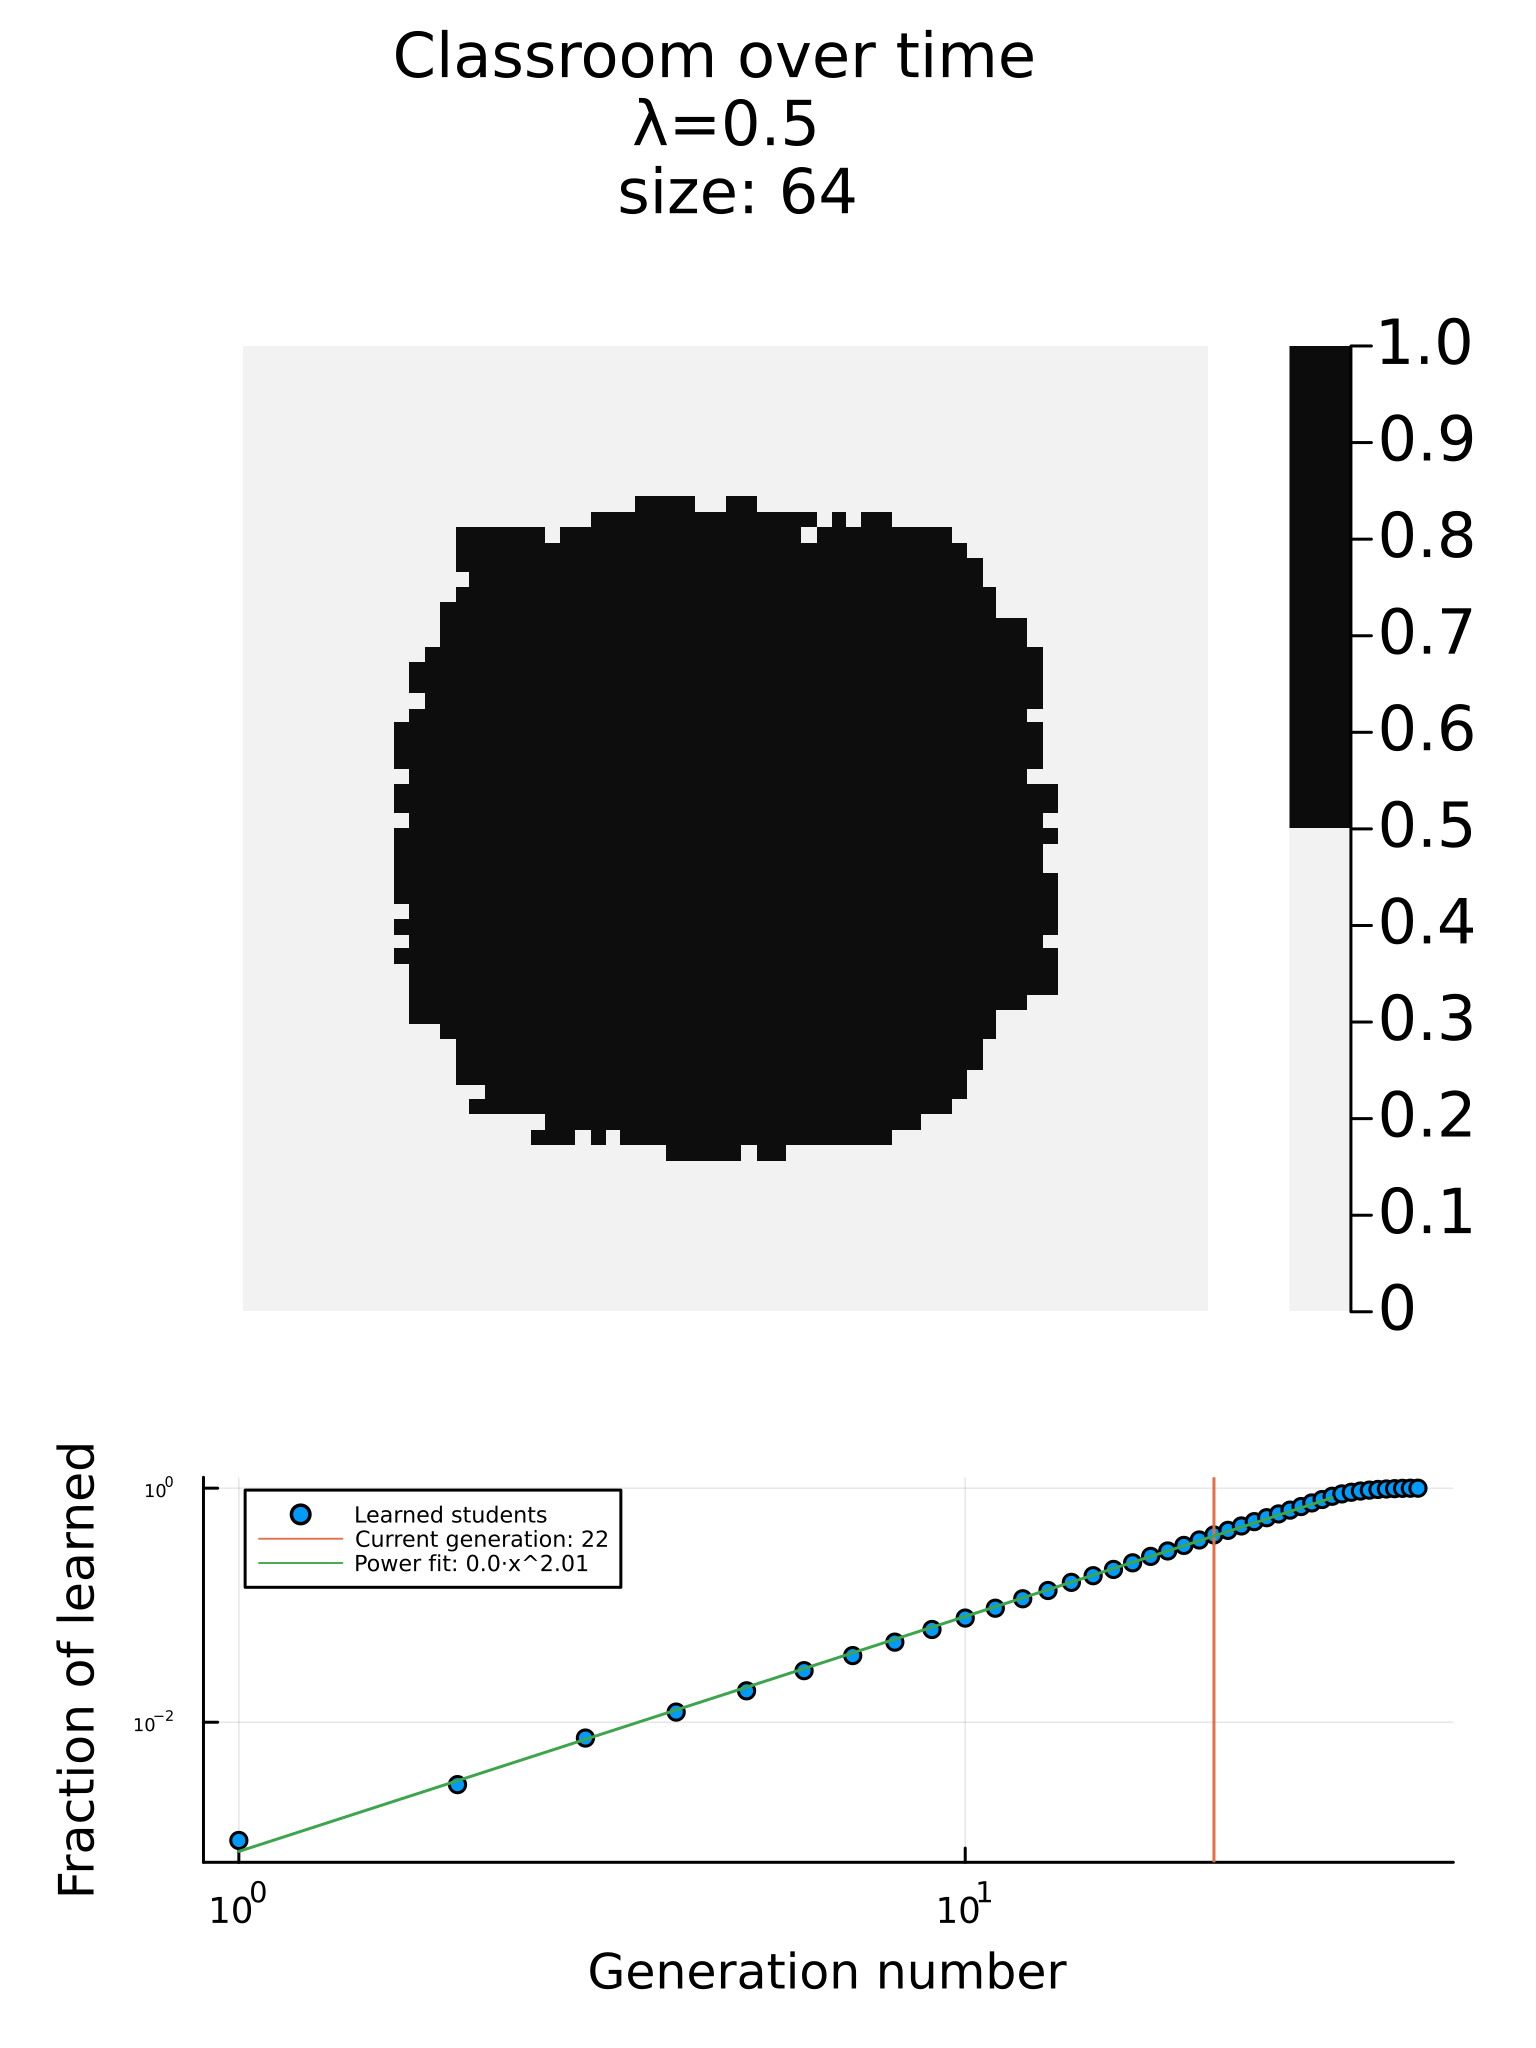 Classroom over time
λ=0.5
size: 64
1.0
0.9
0.8
0.7
0.6
0.5
0.4
0.3
0.2
0.1
0
Fraction of learned
10^0
10^-2
Learned students
Current generation: 22
Power fit: 0.0·x^2.01
10^0
10^1
Generation number